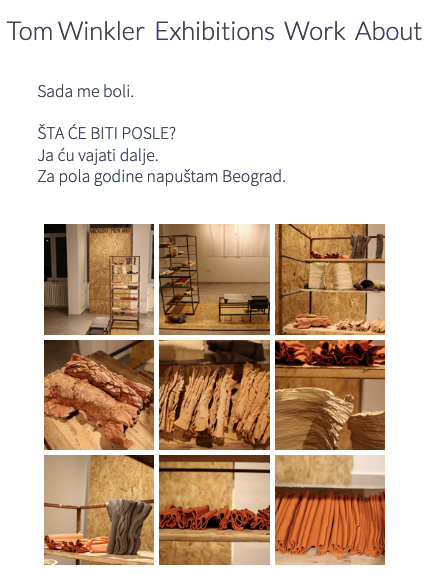 Tom Winkler Exhibitions Work About
Sada me boli.
ŠTA ĆE BITI POSLE?
Ja ću vajati dalje.
Za pola godine napuštam Beograd.